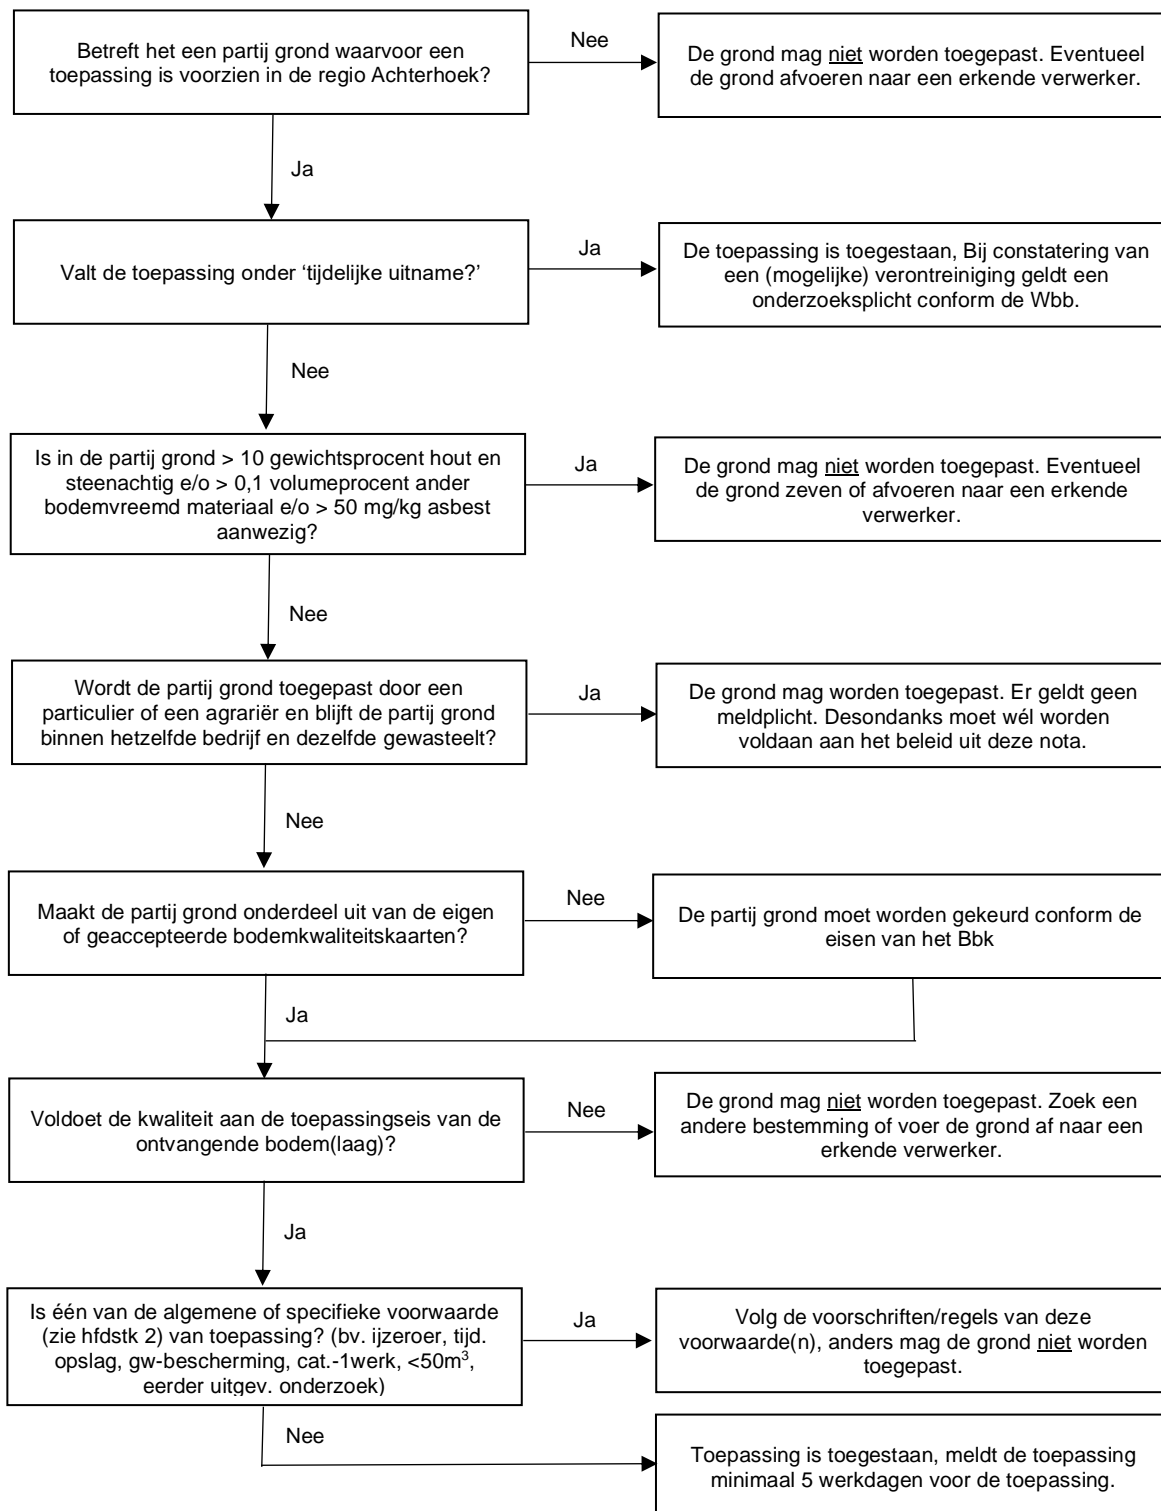 Betreft het een partij grond waarvoor een
toepassing is voorzien in de regio Achterhoek?
Nee
De grond mag niet worden toegepast. Eventueel
de grond afvoeren naar een erkende verwerker.
Ja
Valt de toepassing onder ‘tijdelijke uitname?’
Ja
De toepassing is toegestaan, Bij constatering van
een (mogelijke) verontreiniging geldt een
onderzoeksplicht conform de Wbb.
Nee
Is in de partij grond > 10 gewichtsprocent hout en
steenachtig e/o > 0,1 volumeprocent ander
bodemvreemd materiaal e/o > 50 mg/kg asbest
aanwezig?
Ja
De grond mag niet worden toegepast. Eventueel
de grond zeven of afvoeren naar een erkende
verwerker.
Nee
Wordt de partij grond toegepast door een
particulier of een agrariër en blijft de partij grond
binnen hetzelfde bedrijf en dezelfde gewasteelt?
Ja
De grond mag worden toegepast. Er geldt geen
meldplicht. Desondanks moet wél worden
voldaan aan het beleid uit deze nota.
Nee
Maakt de partij grond onderdeel uit van de eigen
of geaccepteerde bodemkwaliteitskaarten?
Nee
De partij grond moet worden gekeurd conform de
eisen van het Bbk
Ja
Voldoet de kwaliteit aan de toepassingseis van de
ontvangende bodem(laag)?
Nee
De grond mag niet worden toegepast. Zoek een
andere bestemming of voer de grond af naar een
erkende verwerker.
Ja
Is één van de algemene of specifieke voorwaarde
(zie hfdstk 2) van toepassing? (bv. ijzeroer, tijd.
opslag, gw-bescherming, cat.-1werk, <50m³,
eerder uitgev. onderzoek)
Ja
Volg de voorschriften/regels van deze
voorwaarde(n), anders mag de grond niet worden
toegepast.
Nee
Toepassing is toegestaan, meldt de toepassing
minimaal 5 werkdagen voor de toepassing.